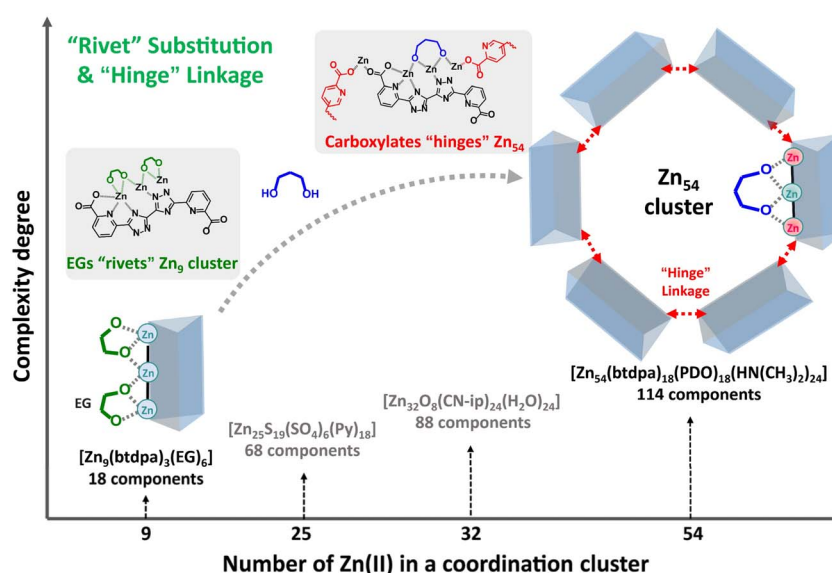 "Rivet" Substitution
& "Hinge" Linkage
Carboxylates "hinges" Zn54
EGs "rivets" Zn9 cluster
HO OH
Zn54
cluster
"Hinge"
Linkage
EG
[Zn9(btdpa)3(EG)6]
18 components
[Zn25S19(SO4)6(Py)18]
68 components
[Zn32O8(CN-ip)24(H2O)24]
88 components
[Zn54(btdpa)18(PDO)18(HN(CH3)2)24]
114 components
Complexity degree
9 25 32 54
Number of Zn(II) in a coordination cluster